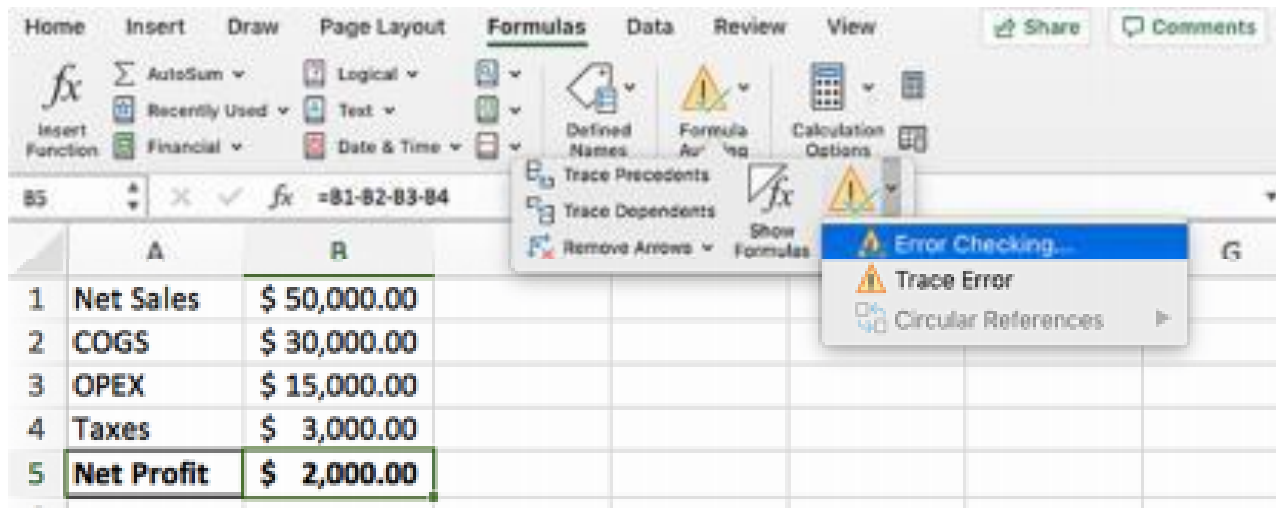 Home Insert Draw Page Layout Formulas Data Review View Share Comments
fx AutoSum Logical
Recently Used Text
Insert Function Financial Date & Time Defined Names Formula Calculation Options
B5 fx =B1-B2-B3-B4
Trace Precedents
Trace Dependents
Remove Arrows
Show Formulas
Error Checking...
Trace Error
Circular References
A B G
1 Net Sales $ 50,000.00
2 COGS $ 30,000.00
3 OPEX $ 15,000.00
4 Taxes $ 3,000.00
5 Net Profit $ 2,000.00